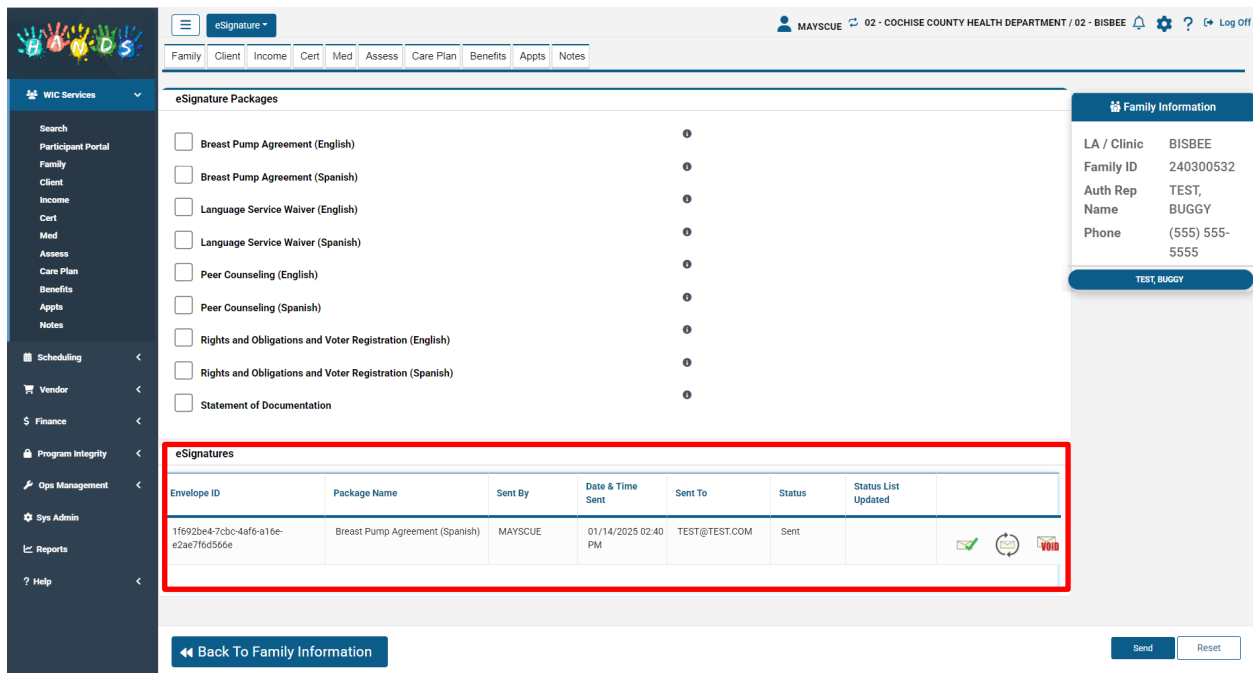 HANDS
eSignature
MAYSCUE
02 - COCHISE COUNTY HEALTH DEPARTMENT / 02 - BISBEE
?
Log Off
Family Client Income Cert Med Assess Care Plan Benefits Appts Notes
WIC Services
Search
Participant Portal
Family
Client
Income
Cert
Med
Assess
Care Plan
Benefits
Appts
Notes
Scheduling
Vendor
$ Finance
Program Integrity
Ops Management
Sys Admin
Reports
? Help
eSignature Packages
Breast Pump Agreement (English)
Breast Pump Agreement (Spanish)
Language Service Waiver (English)
Language Service Waiver (Spanish)
Peer Counseling (English)
Peer Counseling (Spanish)
Rights and Obligations and Voter Registration (English)
Rights and Obligations and Voter Registration (Spanish)
Statement of Documentation
eSignatures
Envelope ID Package Name Sent By Date & Time Sent Sent To Status Status List Updated
1f692be4-7cbc-4af6-a16e-e2ae7f6d566e Breast Pump Agreement (Spanish) MAYSCUE 01/14/2025 02:40 PM TEST@TEST.COM Sent
VOID
Family Information
LA / Clinic BISBEE
Family ID 240300532
Auth Rep Name TEST, BUGGY
Phone (555) 555-5555
TEST, BUGGY
Back To Family Information
Send
Reset